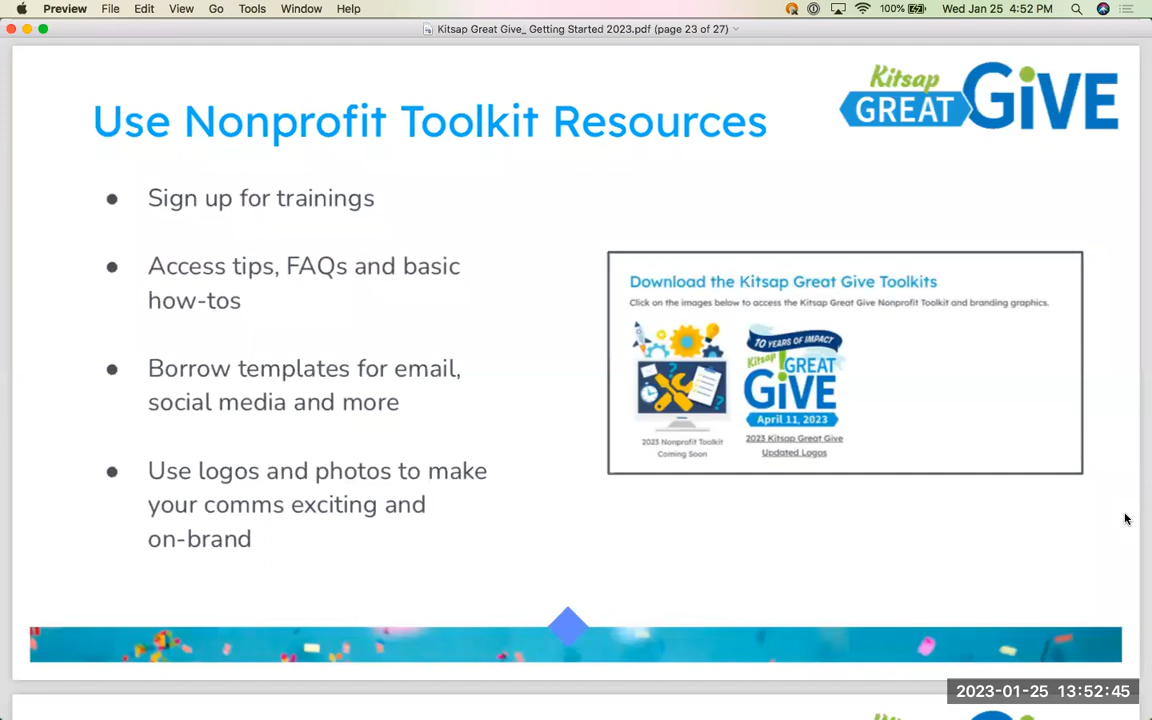 Preview File Edit View Go Tools Window Help 100% Wed Jan 25 4:52 PM
Kitsap Great Give_ Getting Started 2023.pdf (page 23 of 27)
Kitsap
GREAT GiVE
Use Nonprofit Toolkit Resources
● Sign up for trainings
● Access tips, FAQs and basic
how-tos
● Borrow templates for email,
social media and more
● Use logos and photos to make
your comms exciting and
on-brand
Download the Kitsap Great Give Toolkits
Click on the images below to access the Kitsap Great Give Nonprofit Toolkit and branding graphics.
10 YEARS OF IMPACT
Kitsap
GREAT
GiVE
April 11, 2023
2023 Nonprofit Toolkit
Coming Soon
2023 Kitsap Great Give
Updated Logos
2023-01-25 13:52:45